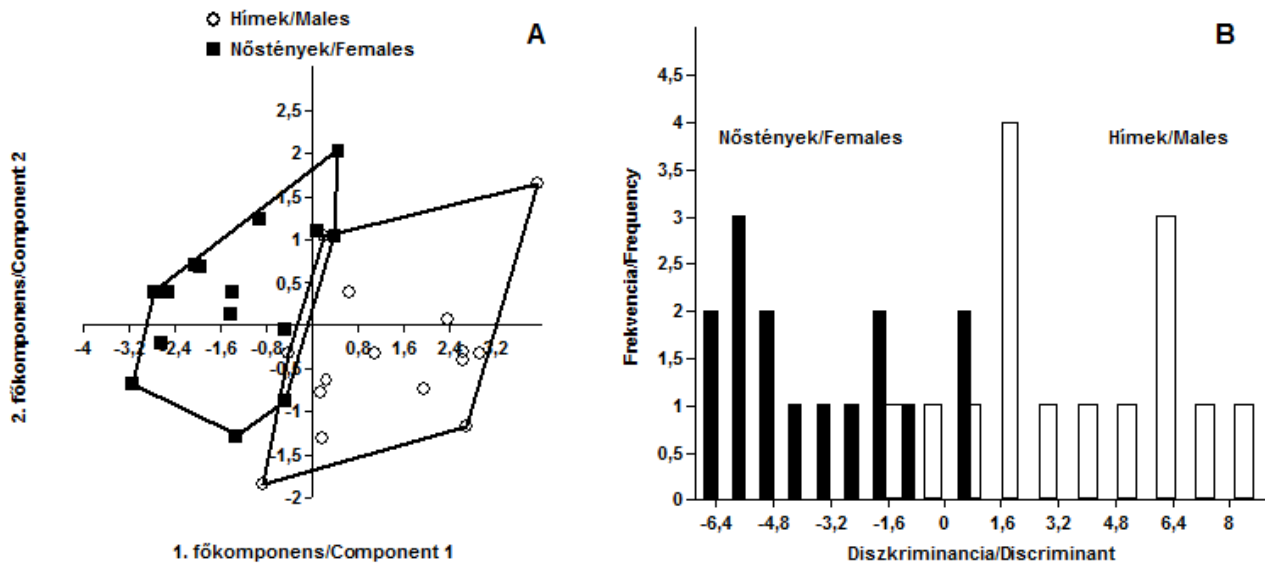 Hímek/Males
Nőstények/Females
A
2,5
2
1,5
1
0,5
-4 -3,2 -2,4 -1,6 -0,8 0,8 1,6 2,4 3,2
-0,5
-1
-1,5
-2
2. főkomponens/Component 2
1. főkomponens/Component 1
B
4,5
4
3,5
3
2,5
2
1,5
1
0,5
0
Nőstények/Females
Hímek/Males
Frekvencia/Frequency
-6,4 -4,8 -3,2 -1,6 0 1,6 3,2 4,8 6,4 8
Diszkriminancia/Discriminant